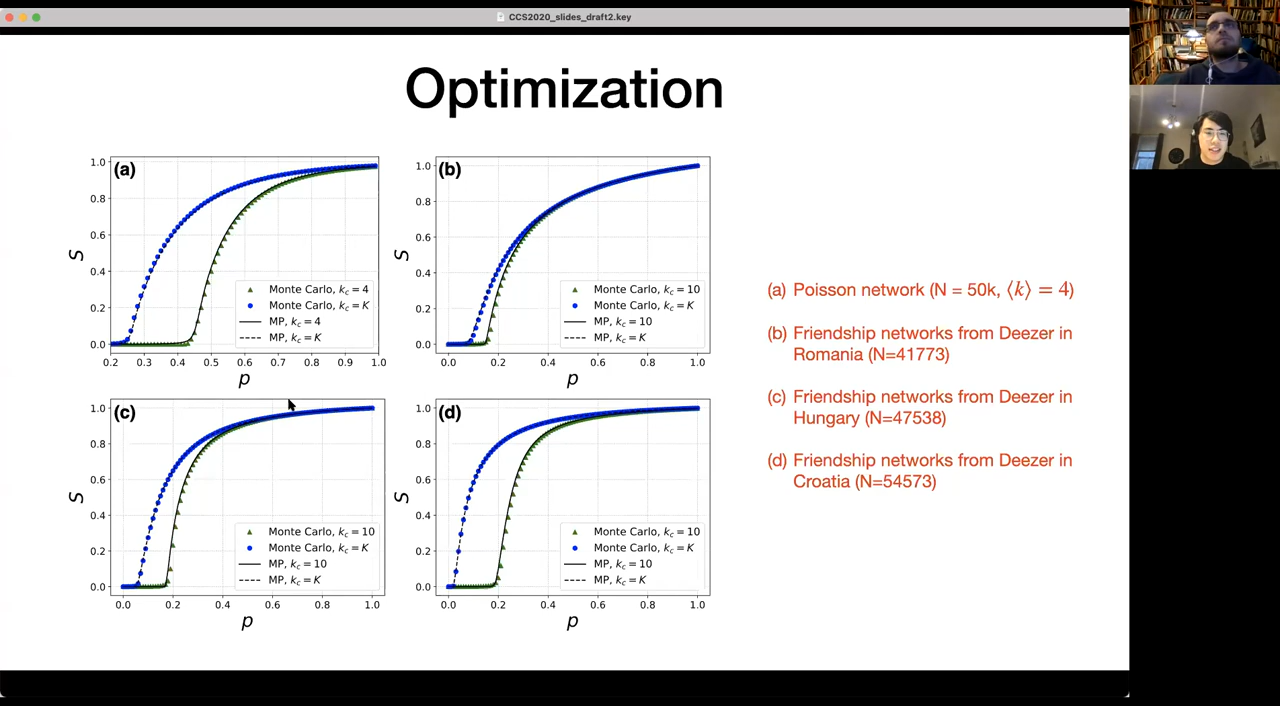 CCS2020_slides_draft2.key
Optimization
(a)
1.0
0.8
0.6
0.4
0.2
0.0
S
Monte Carlo, k_c = 4
Monte Carlo, k_c = K
MP, k_c = 4
MP, k_c = K
0.2 0.3 0.4 0.5 0.6 0.7 0.8 0.9 1.0
p
(b)
1.0
0.8
0.6
0.4
0.2
0.0
S
Monte Carlo, k_c = 10
Monte Carlo, k_c = K
MP, k_c = 10
MP, k_c = K
0.0 0.2 0.4 0.6 0.8 1.0
p
(c)
1.0
0.8
0.6
0.4
0.2
0.0
S
Monte Carlo, k_c = 10
Monte Carlo, k_c = K
MP, k_c = 10
MP, k_c = K
0.0 0.2 0.4 0.6 0.8 1.0
p
(d)
1.0
0.8
0.6
0.4
0.2
0.0
S
Monte Carlo, k_c = 10
Monte Carlo, k_c = K
MP, k_c = 10
MP, k_c = K
0.0 0.2 0.4 0.6 0.8 1.0
p
(a) Poisson network (N = 50k, ⟨k⟩ = 4)
(b) Friendship networks from Deezer in
Romania (N=41773)
(c) Friendship networks from Deezer in
Hungary (N=47538)
(d) Friendship networks from Deezer in
Croatia (N=54573)